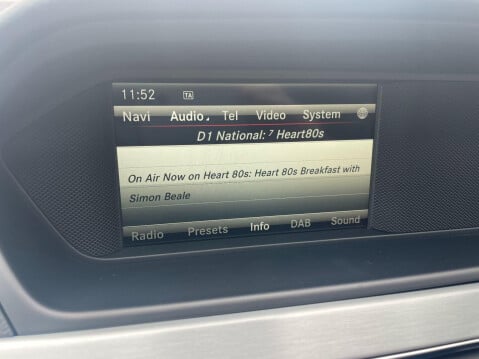 11:52 TA
Navi Audio Tel Video System
D1 National: 7 Heart80s
On Air Now on Heart 80s: Heart 80s Breakfast with
Simon Beale
Radio Presets Info DAB Sound